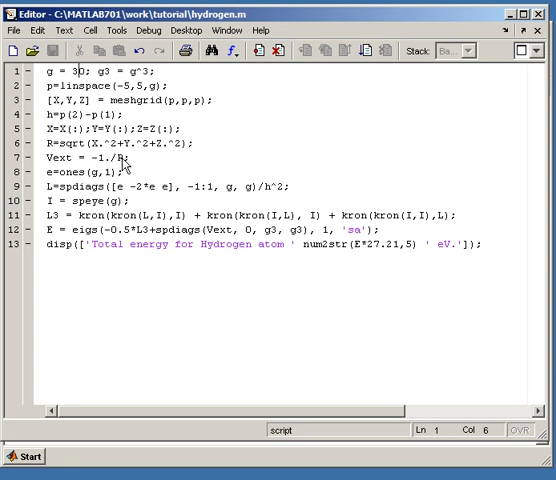 Editor - C:\MATLAB701\work\tutorial\hydrogen.m
File Edit Text Cell Tools Debug Desktop Window Help
Stack: Ba...
1 - g = 30; g3 = g^3;
2 - p=linspace(-5,5,g);
3 - [X,Y,Z] = meshgrid(p,p,p);
4 - h=p(2)-p(1);
5 - X=X(:);Y=Y(:);Z=Z(:);
6 - R=sqrt(X.^2+Y.^2+Z.^2);
7 - Vext = -1./R;
8 - e=ones(g,1);
9 - L=spdiags([e -2*e e], -1:1, g, g)/h^2;
10 - I = speye(g);
11 - L3 = kron(kron(L,I),I) + kron(kron(I,L), I) + kron(kron(I,I),L);
12 - E = eigs(-0.5*L3+spdiags(Vext, 0, g3, g3), 1, 'sa');
13 - disp(['Total energy for Hydrogen atom ' num2str(E*27.21,5) ' eV.']);
script Ln 1 Col 6 OVR
Start